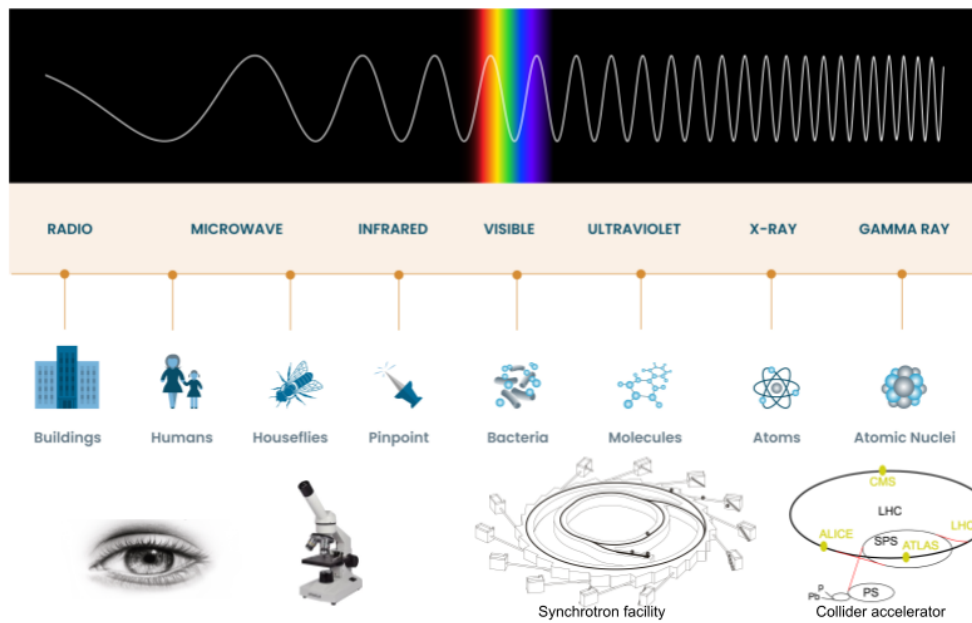 RADIO MICROWAVE INFRARED VISIBLE ULTRAVIOLET X-RAY GAMMA RAY
Buildings Humans Houseflies Pinpoint Bacteria Molecules Atoms Atomic Nuclei
CMS
LHC
LHC
ALICE
SPS
ATLAS
p
Pb
PS
Synchrotron facility
Collider accelerator